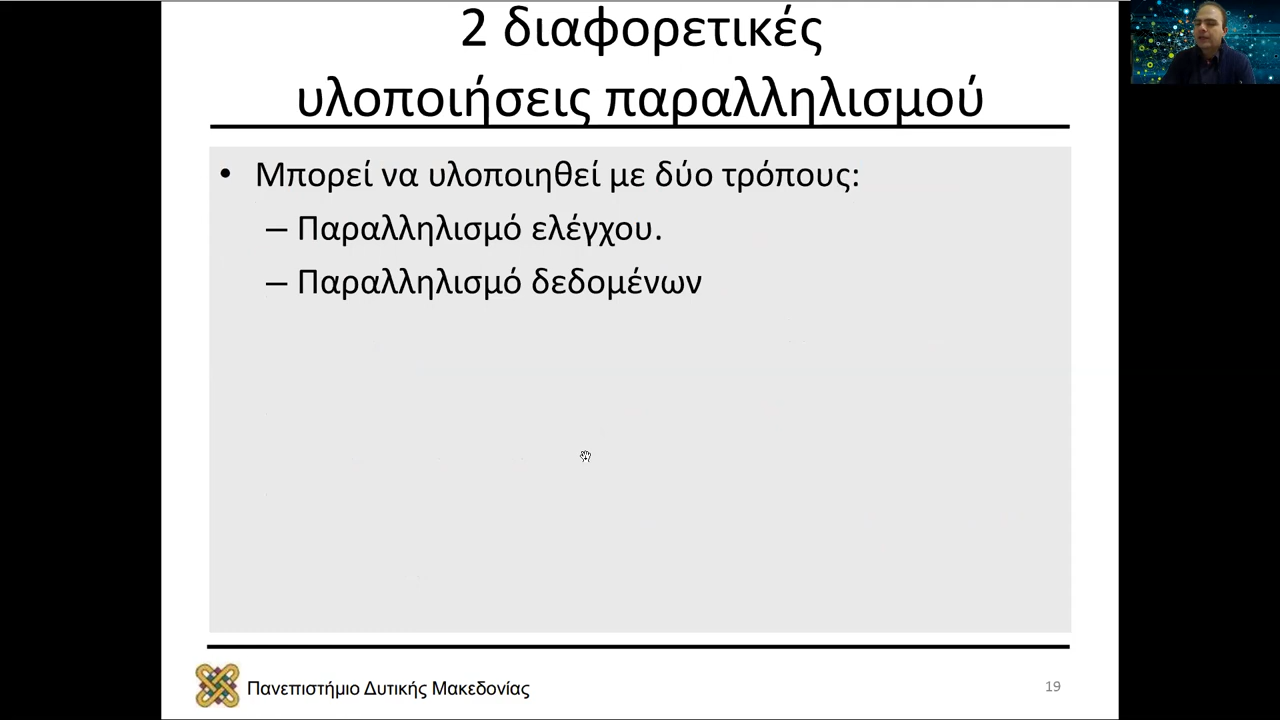 2 διαφορετικές
υλοποιήσεις παραλληλισμού
• Μπορεί να υλοποιηθεί με δύο τρόπους:
– Παραλληλισμό ελέγχου.
– Παραλληλισμό δεδομένων
Πανεπιστήμιο Δυτικής Μακεδονίας
19